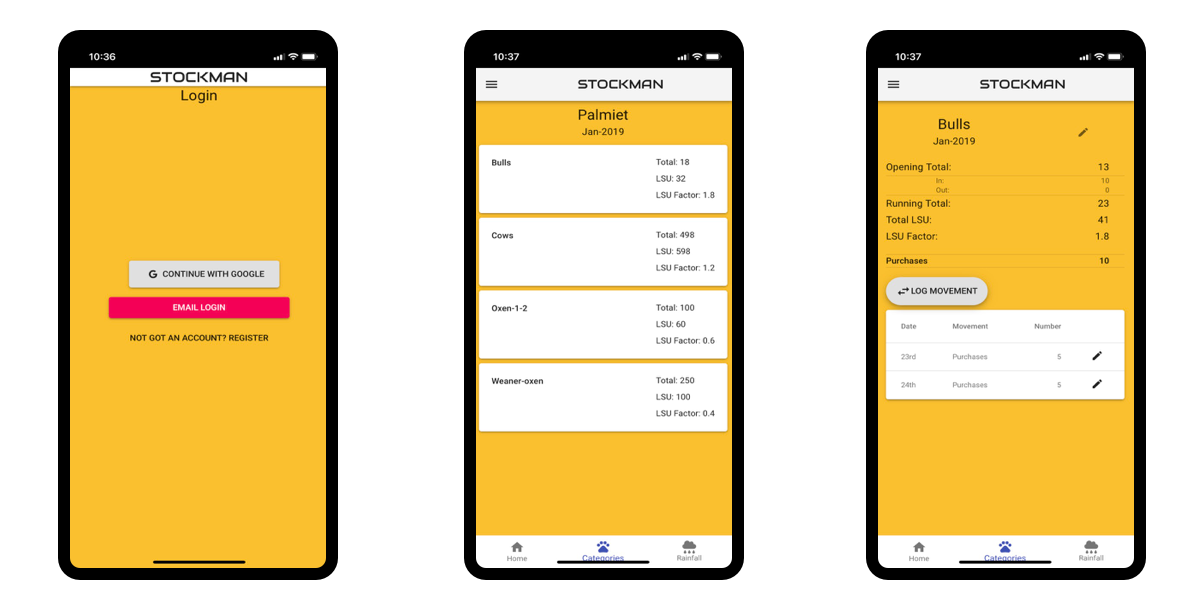 10:36
STOCKMAN
Login
CONTINUE WITH GOOGLE
EMAIL LOGIN
NOT GOT AN ACCOUNT? REGISTER
10:37
STOCKMAN
Palmiet
Jan-2019
Bulls
Total: 18
LSU: 32
LSU Factor: 1.8
Cows
Total: 498
LSU: 598
LSU Factor: 1.2
Oxen-1-2
Total: 100
LSU: 60
LSU Factor: 0.6
Weaner-oxen
Total: 250
LSU: 100
LSU Factor: 0.4
Home Categories Rainfall
10:37
STOCKMAN
Bulls
Jan-2019
Opening Total: 13
In: 10
Out: 0
Running Total: 23
Total LSU: 41
LSU Factor: 1.8
Purchases 10
LOG MOVEMENT
Date Movement Number
23rd Purchases 5
24th Purchases 5
Home Categories Rainfall